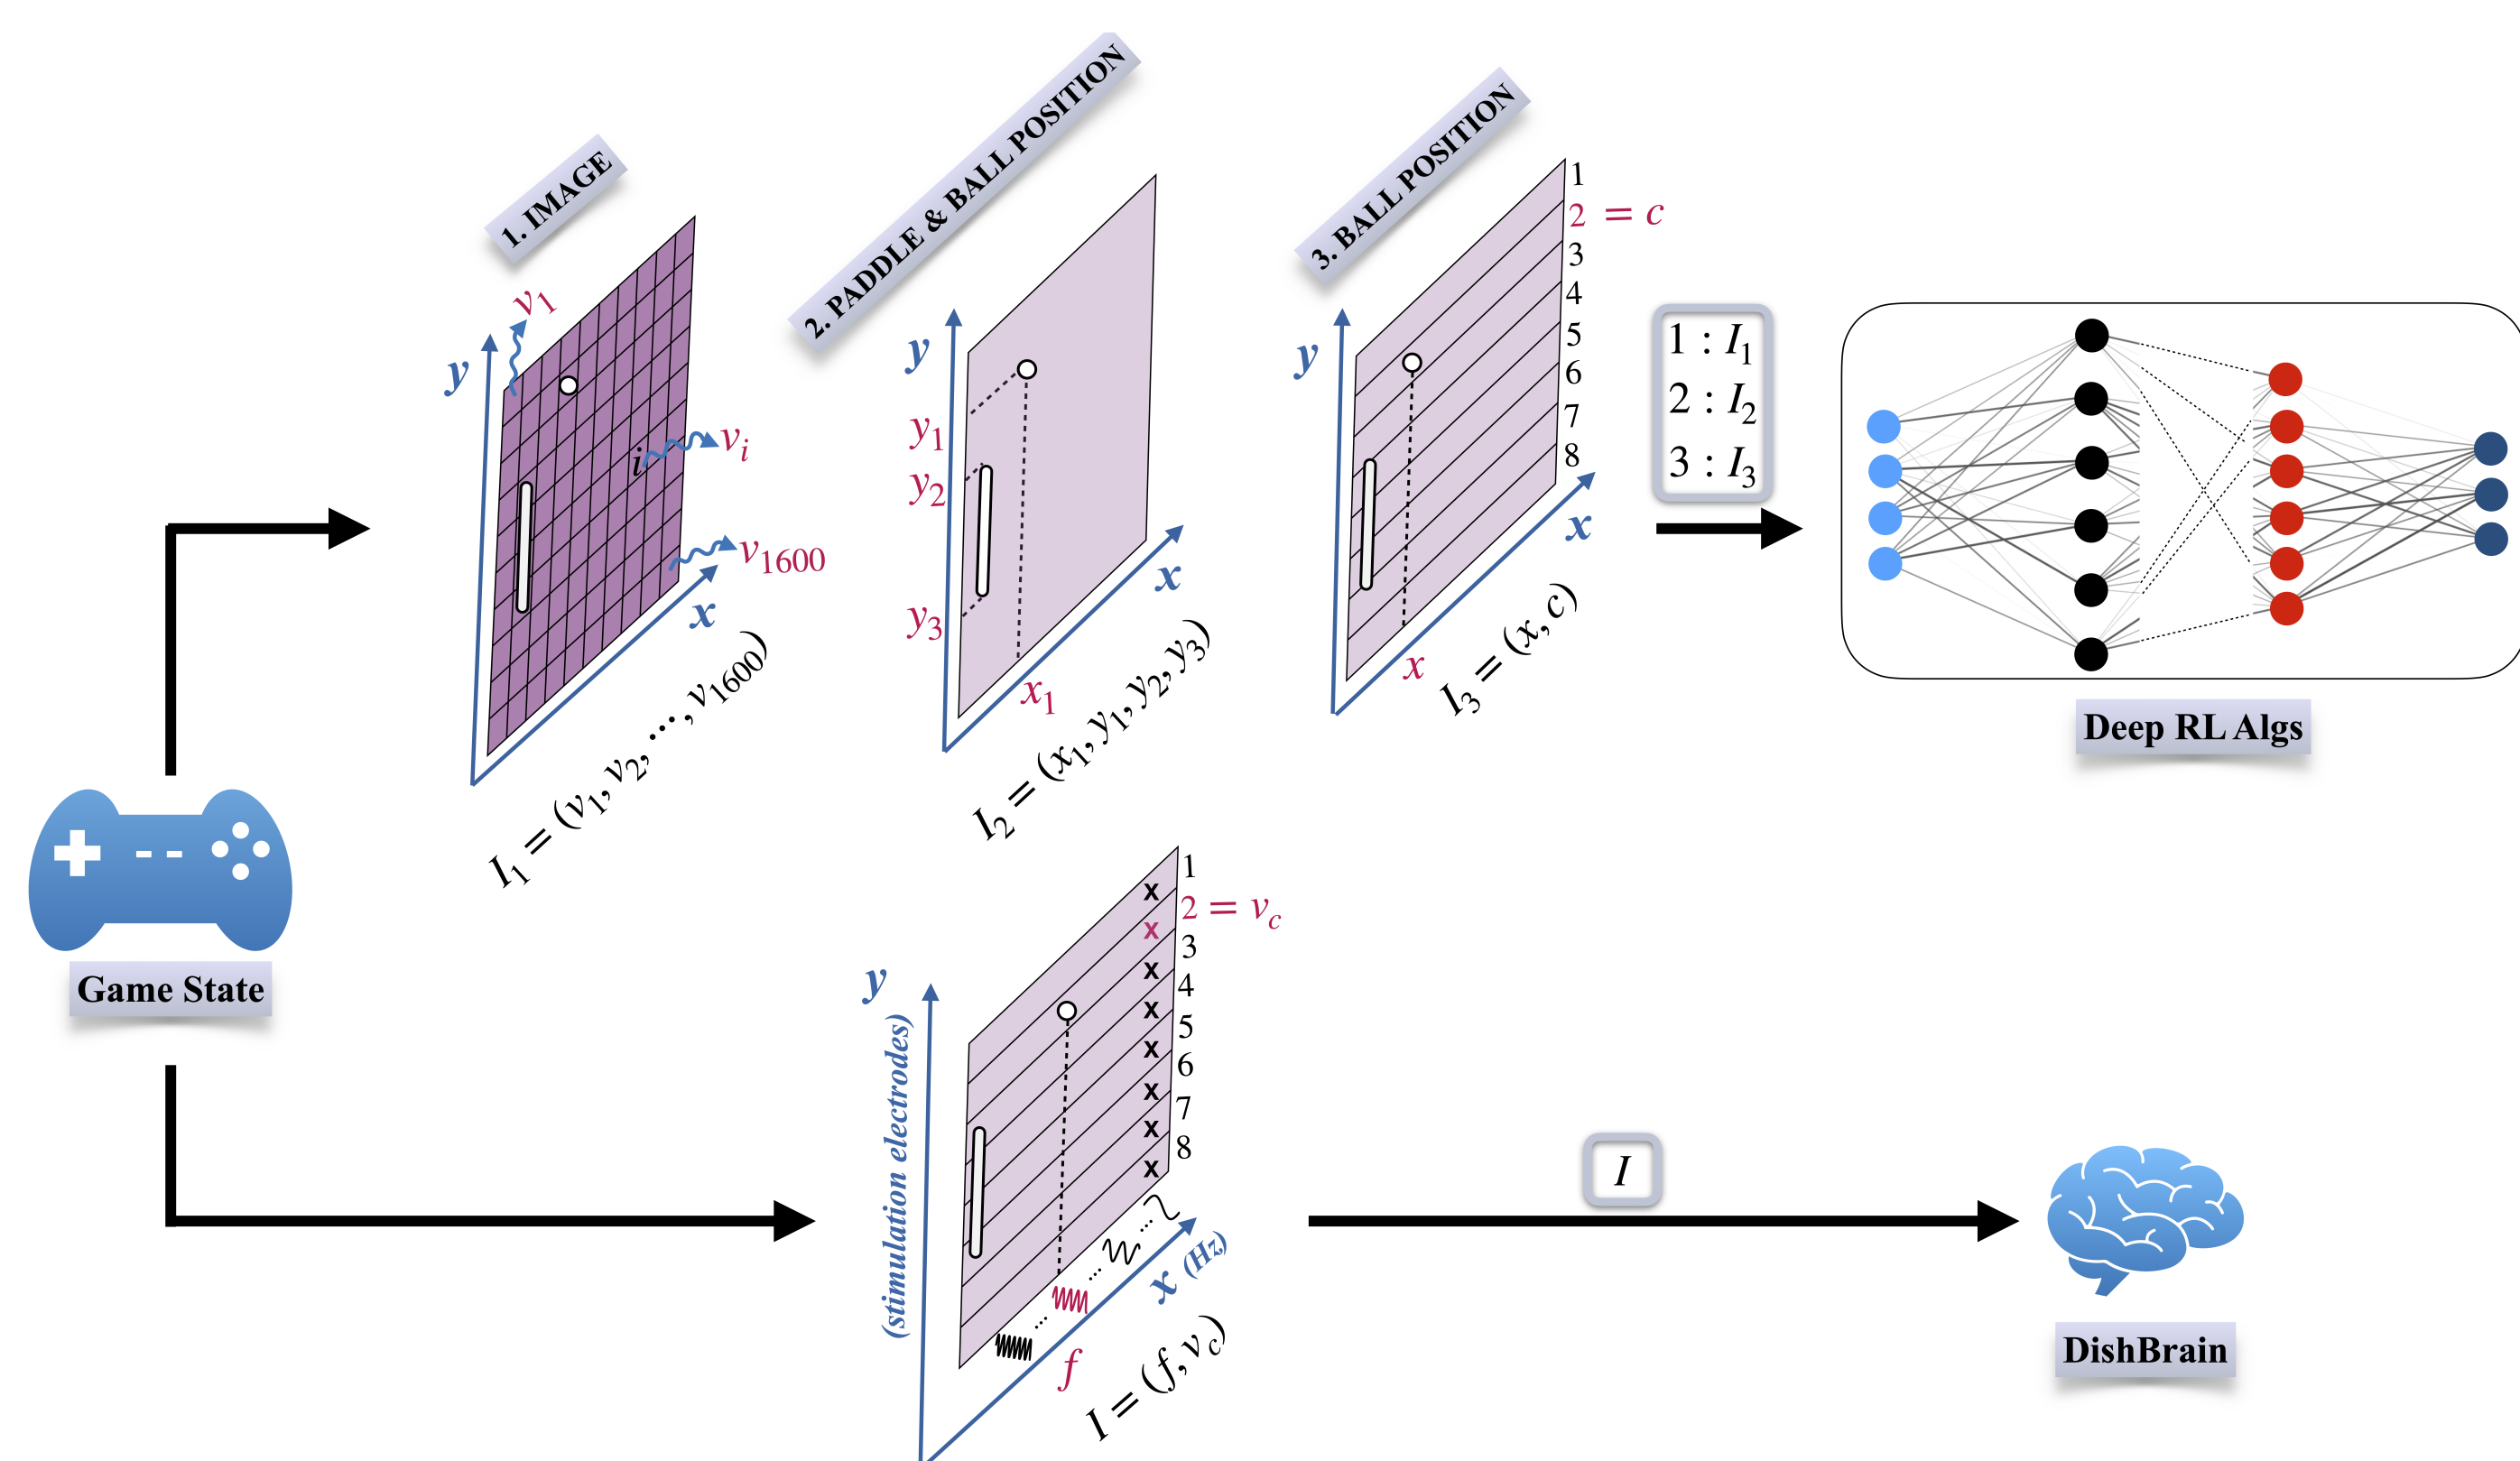 1. IMAGE
v₁
y
i
vᵢ
v₁₆₀₀
x
I₁ = (v₁, v₂, ..., v₁₆₀₀)
2. PADDLE & BALL POSITION
y
y₁
y₂
y₃
x₁
x
I₂ = (x₁, y₁, y₂, y₃)
3. BALL POSITION
y
1
2 = c
3
4
5
6
7
8
x
x
I₃ = (x, c)
1 : I₁
2 : I₂
3 : I₃
Deep RL Algs
Game State
y
(stimulation electrodes)
1
2 = v_c
3
4
5
6
7
8
x
x
x
x
x
x
x
x
... ... ...
f
x (Hz)
I = (f, v_c)
I
DishBrain